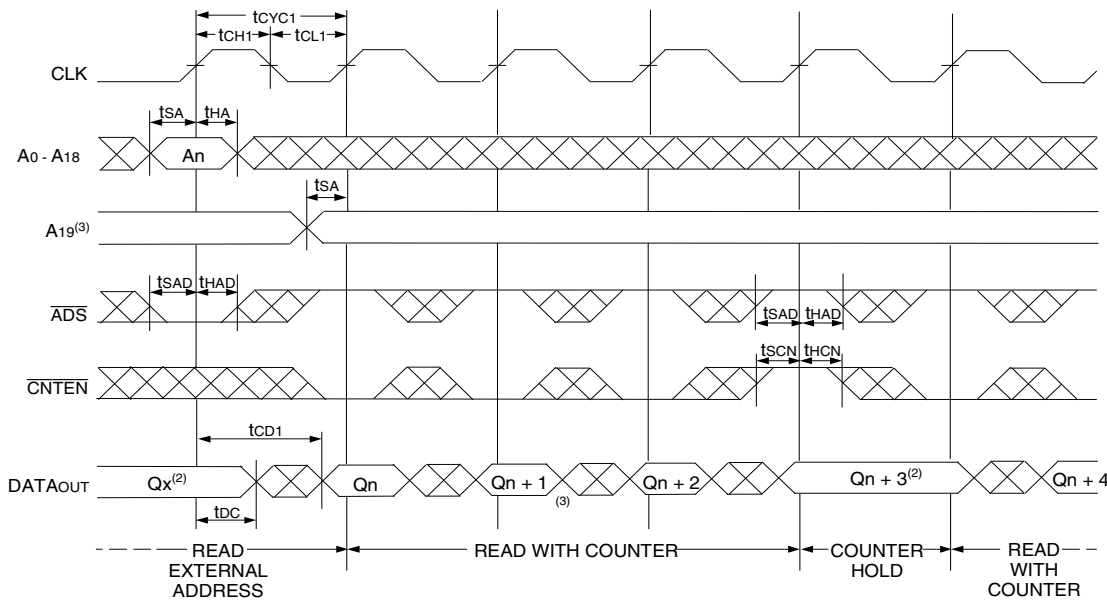 tCYC1
tCH1 tCL1
CLK
tSA tHA
A0 - A18 An
tSA
A19(3)
tSAD tHAD
ADS
tSAD tHAD
tSCN tHCN
CNTEN
tCD1
DATAOUT Qx(2) Qn Qn + 1 (3) Qn + 2 Qn + 3(2) Qn + 4
tDC
READ EXTERNAL ADDRESS
READ WITH COUNTER
COUNTER HOLD
READ WITH COUNTER